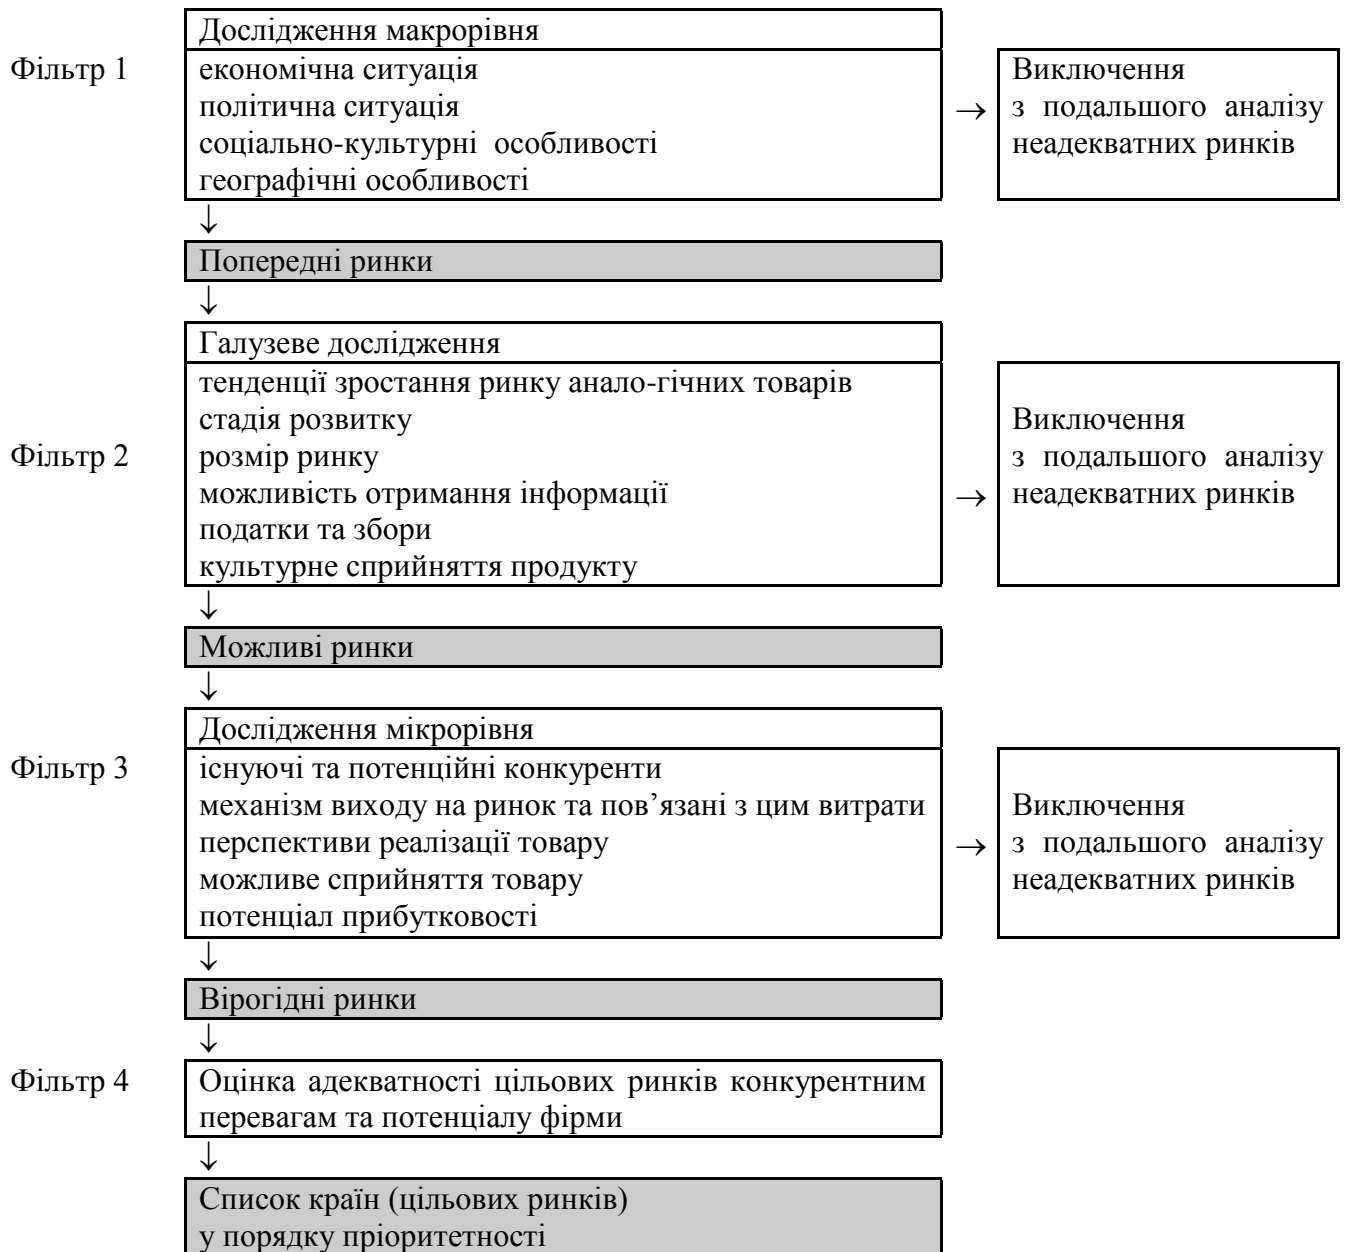 Дослідження макрорівня
Фільтр 1
економічна ситуація
політична ситуація
соціально-культурні особливості
географічні особливості
→
Виключення
з подальшого аналізу
неадекватних ринків
↓
Попередні ринки
↓
Галузеве дослідження
тенденції зростання ринку анало-гічних товарів
стадія розвитку
Фільтр 2
розмір ринку
можливість отримання інформації
податки та збори
культурне сприйняття продукту
→
Виключення
з подальшого аналізу
неадекватних ринків
↓
Можливі ринки
↓
Дослідження мікрорівня
Фільтр 3
існуючі та потенційні конкуренти
механізм виходу на ринок та пов’язані з цим витрати
перспективи реалізації товару
можливе сприйняття товару
потенціал прибутковості
→
Виключення
з подальшого аналізу
неадекватних ринків
↓
Вірогідні ринки
↓
Фільтр 4
Оцінка адекватності цільових ринків конкурентним
перевагам та потенціалу фірми
↓
Список країн (цільових ринків)
у порядку пріоритетності